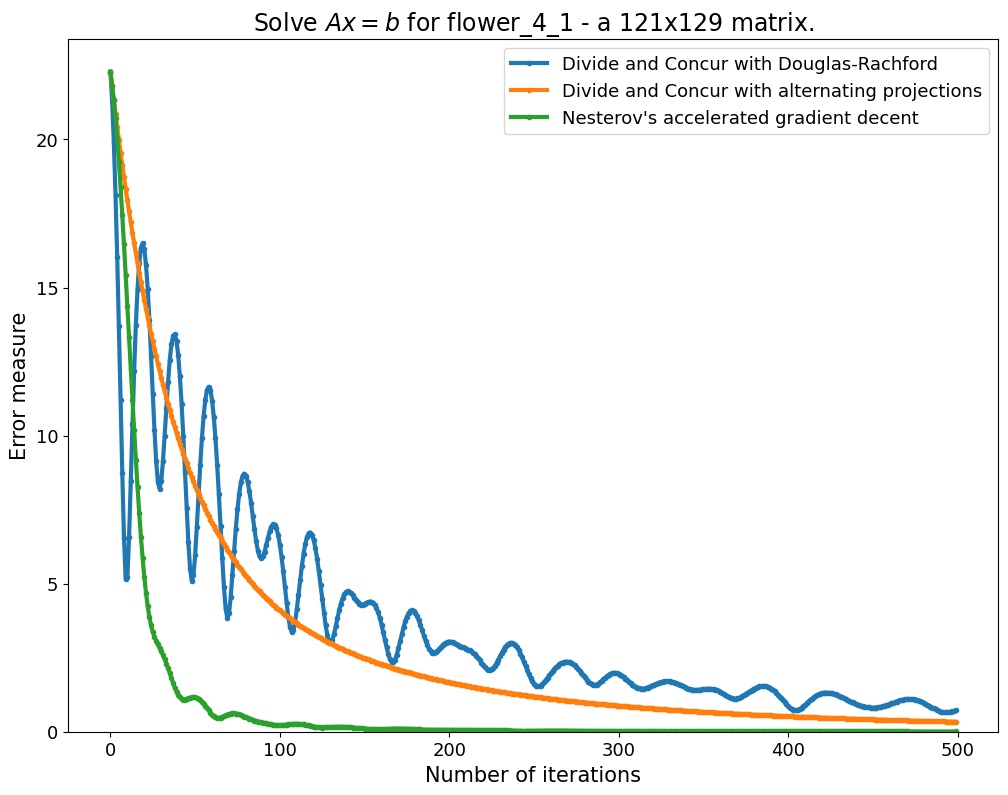 Solve Ax = b for flower_4_1 - a 121x129 matrix.
Divide and Concur with Douglas-Rachford
Divide and Concur with alternating projections
Nesterov's accelerated gradient decent
Error measure
20
15
10
5
0
0 100 200 300 400 500
Number of iterations